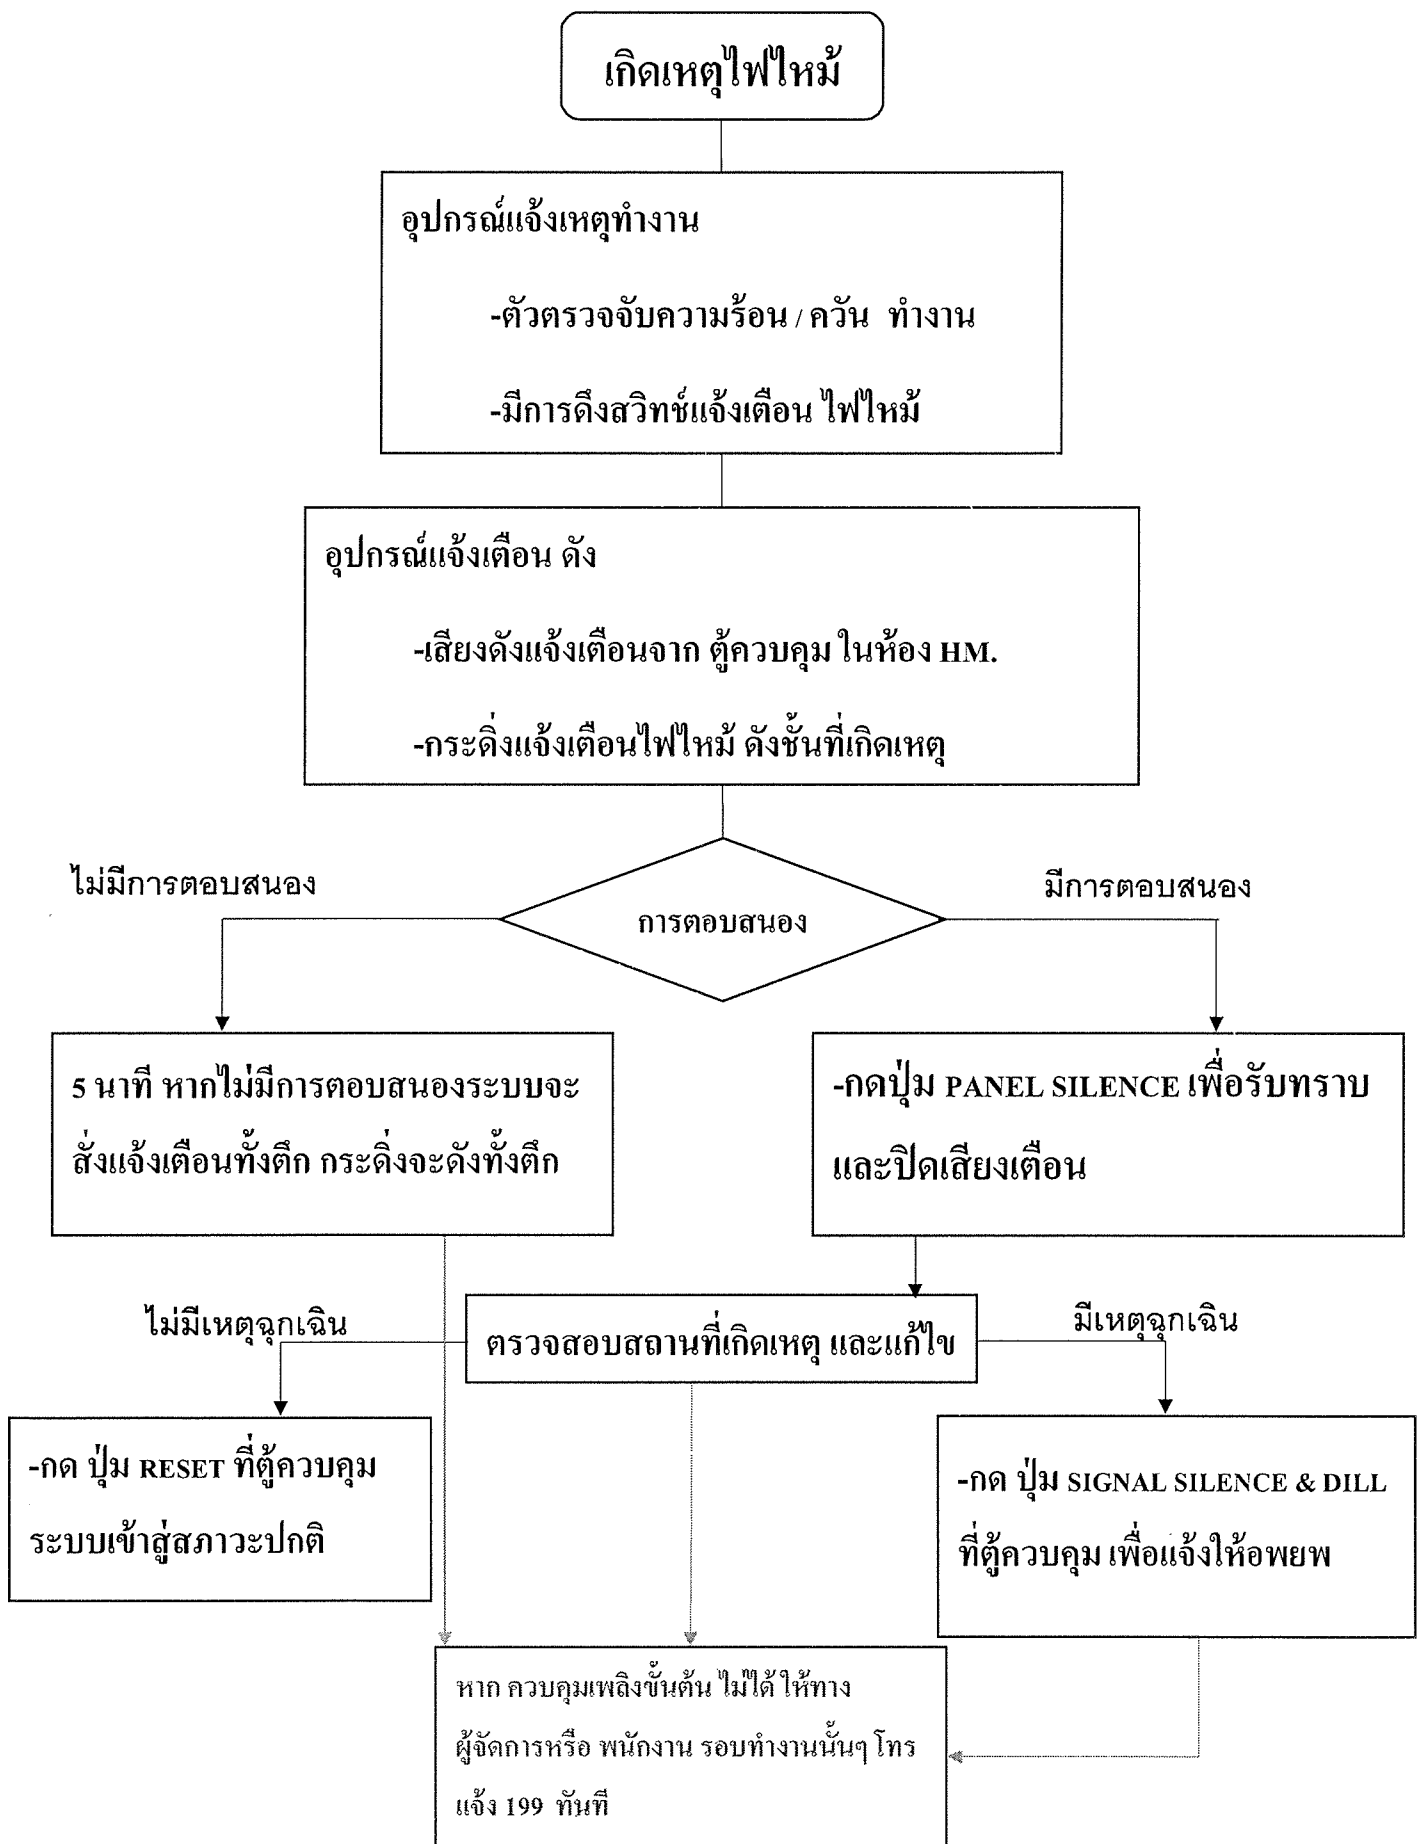 เกิดเหตุไฟไหม้
อุปกรณ์แจ้งเหตุทำงาน
-ตัวตรวจจับความร้อน / ควัน ทำงาน
-มีการดึงสวิทช์แจ้งเตือน ไฟไหม้
อุปกรณ์แจ้งเตือน ดัง
-เสียงดังแจ้งเตือนจาก ตู้ควบคุม ในห้อง HM.
-กระดิ่งแจ้งเตือนไฟไหม้ ดังชั้นที่เกิดเหตุ
ไม่มีการตอบสนอง
มีการตอบสนอง
การตอบสนอง
5 นาที หากไม่มีการตอบสนองระบบจะ
สั่งแจ้งเตือนทั้งตึก กระดิ่งจะดังทั้งตึก
-กดปุ่ม PANEL SILENCE เพื่อรับทราบ
และปิดเสียงเตือน
ไม่มีเหตุฉุกเฉิน
มีเหตุฉุกเฉิน
ตรวจสอบสถานที่เกิดเหตุ และแก้ไข
-กด ปุ่ม RESET ที่ตู้ควบคุม
ระบบเข้าสู่สภาวะปกติ
-กด ปุ่ม SIGNAL SILENCE & DILL
ที่ตู้ควบคุม เพื่อแจ้งให้อพยพ
หาก ควบคุมเพลิงขั้นต้น ไม่ได้ ให้ทาง
ผู้จัดการหรือ พนักงาน รอบทำงานนั้นๆ โทร
แจ้ง 199 ทันที